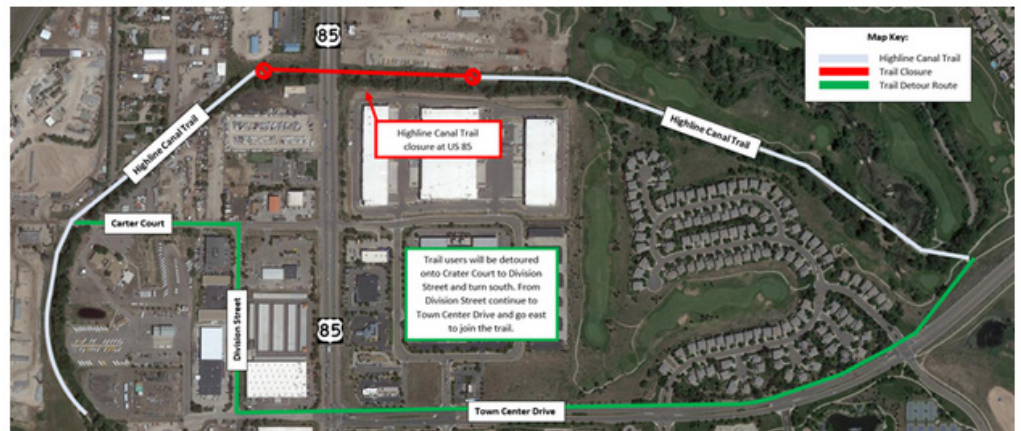 85
Map Key:
Highline Canal Trail
Trail Closure
Trail Detour Route
Highline Canal Trail
Highline Canal Trail
closure at US 85
Highline Canal Trail
Carter Court
Trail users will be detoured
onto Crater Court to Division
Street and turn south. From
Division Street continue to
Town Center Drive and go east
to join the trail.
Division Street
85
Town Center Drive